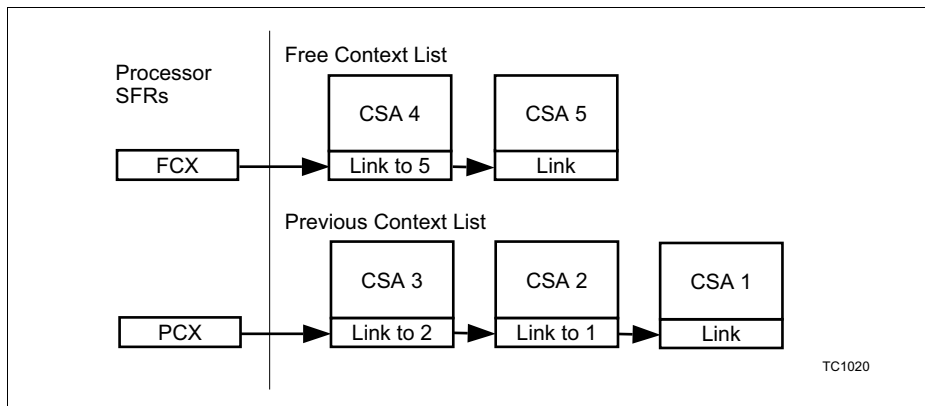 Processor
SFRs
Free Context List
CSA 4
CSA 5
FCX
Link to 5
Link
Previous Context List
CSA 3
CSA 2
CSA 1
PCX
Link to 2
Link to 1
Link
TC1020